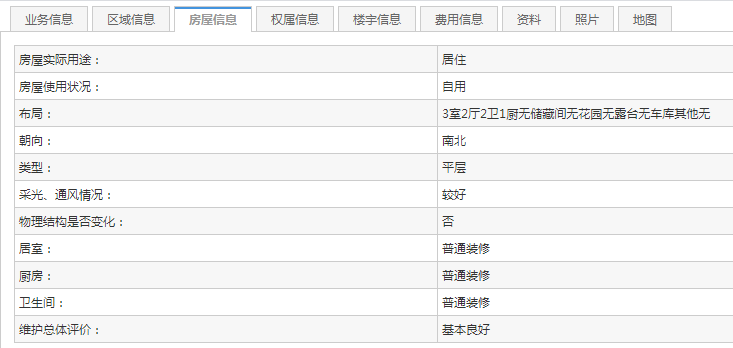 业务信息 区域信息 房屋信息 权属信息 楼宇信息 费用信息 资料 照片 地图
房屋实际用途： 居住
房屋使用状况： 自用
布局： 3室2厅2卫1厨无储藏间无花园无露台无车库其他无
朝向： 南北
类型： 平层
采光、通风情况： 较好
物理结构是否变化： 否
居室： 普通装修
厨房： 普通装修
卫生间： 普通装修
维护总体评价： 基本良好